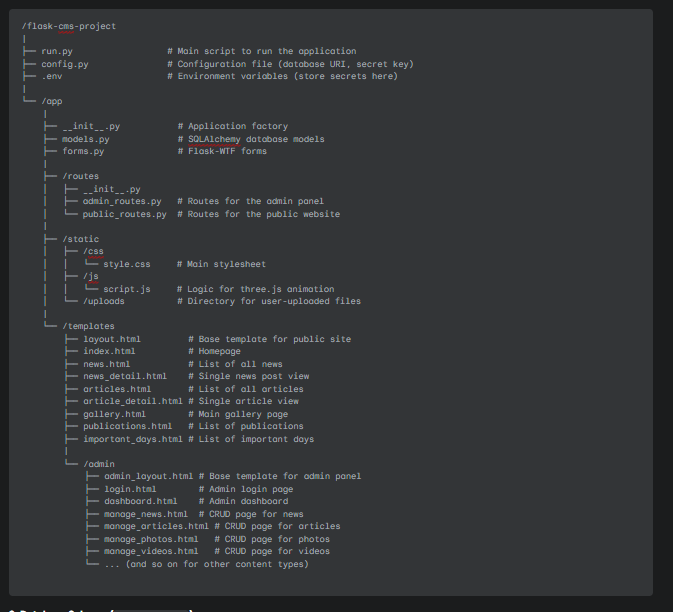 /flask-cms-project
|
├── run.py # Main script to run the application
├── config.py # Configuration file (database URI, secret key)
├── .env # Environment variables (store secrets here)
|
└── /app
|
├── __init__.py # Application factory
├── models.py # SQLAlchemy database models
├── forms.py # Flask-WTF forms
|
├── /routes
| ├── __init__.py
| ├── admin_routes.py # Routes for the admin panel
| └── public_routes.py # Routes for the public website
|
├── /static
| ├── /css
| | └── style.css # Main stylesheet
| ├── /js
| | └── script.js # Logic for three.js animation
| └── /uploads # Directory for user-uploaded files
|
└── /templates
├── layout.html # Base template for public site
├── index.html # Homepage
├── news.html # List of all news
├── news_detail.html # Single news post view
├── articles.html # List of all articles
├── article_detail.html # Single article view
├── gallery.html # Main gallery page
├── publications.html # List of publications
├── important_days.html # List of important days
|
└── /admin
├── admin_layout.html # Base template for admin panel
├── login.html # Admin login page
├── dashboard.html # Admin dashboard
├── manage_news.html # CRUD page for news
├── manage_articles.html # CRUD page for articles
├── manage_photos.html # CRUD page for photos
├── manage_videos.html # CRUD page for videos
└── ... (and so on for other content types)